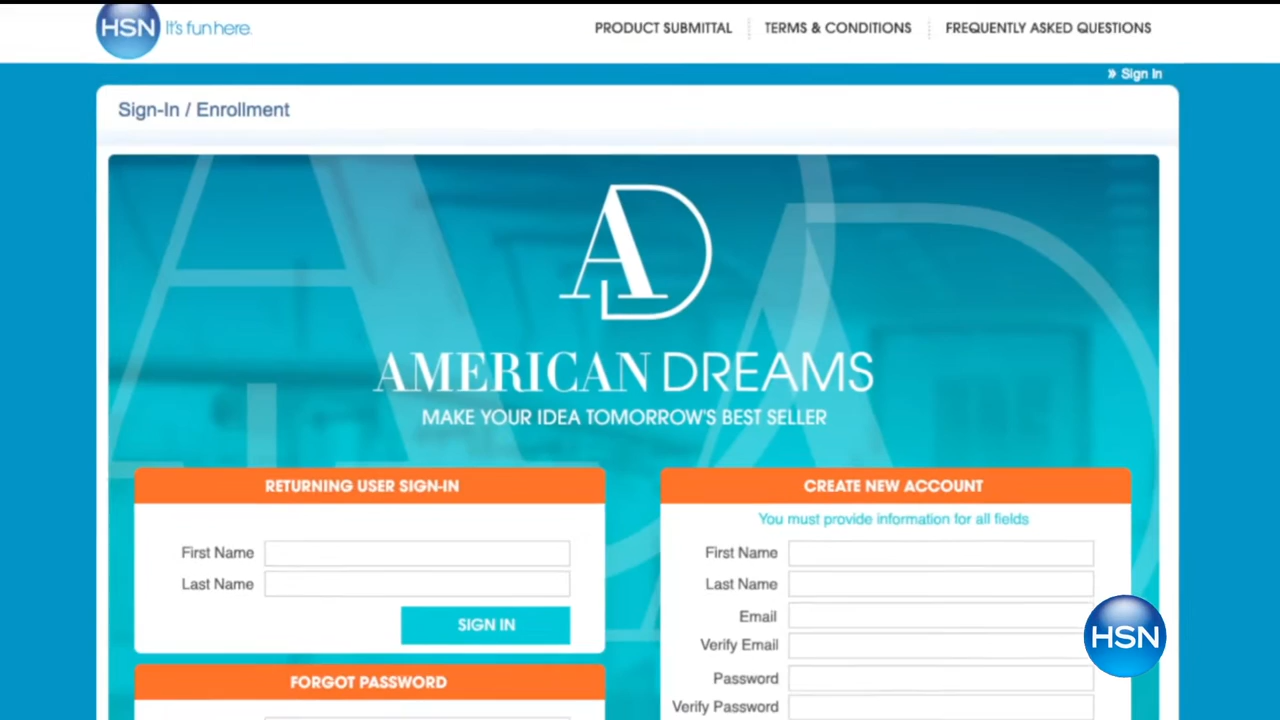 HSN It's fun here.
PRODUCT SUBMITTAL
TERMS & CONDITIONS
FREQUENTLY ASKED QUESTIONS
» Sign In
Sign-In / Enrollment
AD
AMERICAN DREAMS
MAKE YOUR IDEA TOMORROW'S BEST SELLER
RETURNING USER SIGN-IN
First Name
Last Name
SIGN IN
FORGOT PASSWORD
CREATE NEW ACCOUNT
You must provide information for all fields
First Name
Last Name
Email
Verify Email
Password
Verify Password
HSN